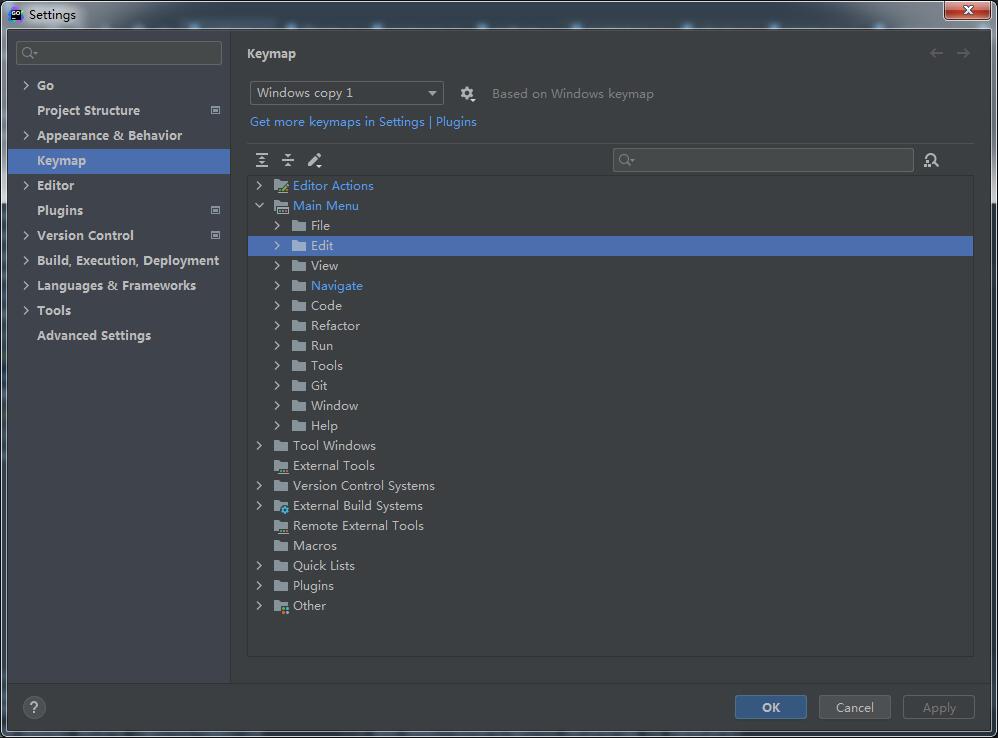 Settings
Go
Project Structure
Appearance & Behavior
Keymap
Editor
Plugins
Version Control
Build, Execution, Deployment
Languages & Frameworks
Tools
Advanced Settings
Keymap
Windows copy 1
Based on Windows keymap
Get more keymaps in Settings | Plugins
Editor Actions
Main Menu
File
Edit
View
Navigate
Code
Refactor
Run
Tools
Git
Window
Help
Tool Windows
External Tools
Version Control Systems
External Build Systems
Remote External Tools
Macros
Quick Lists
Plugins
Other
?
OK
Cancel
Apply